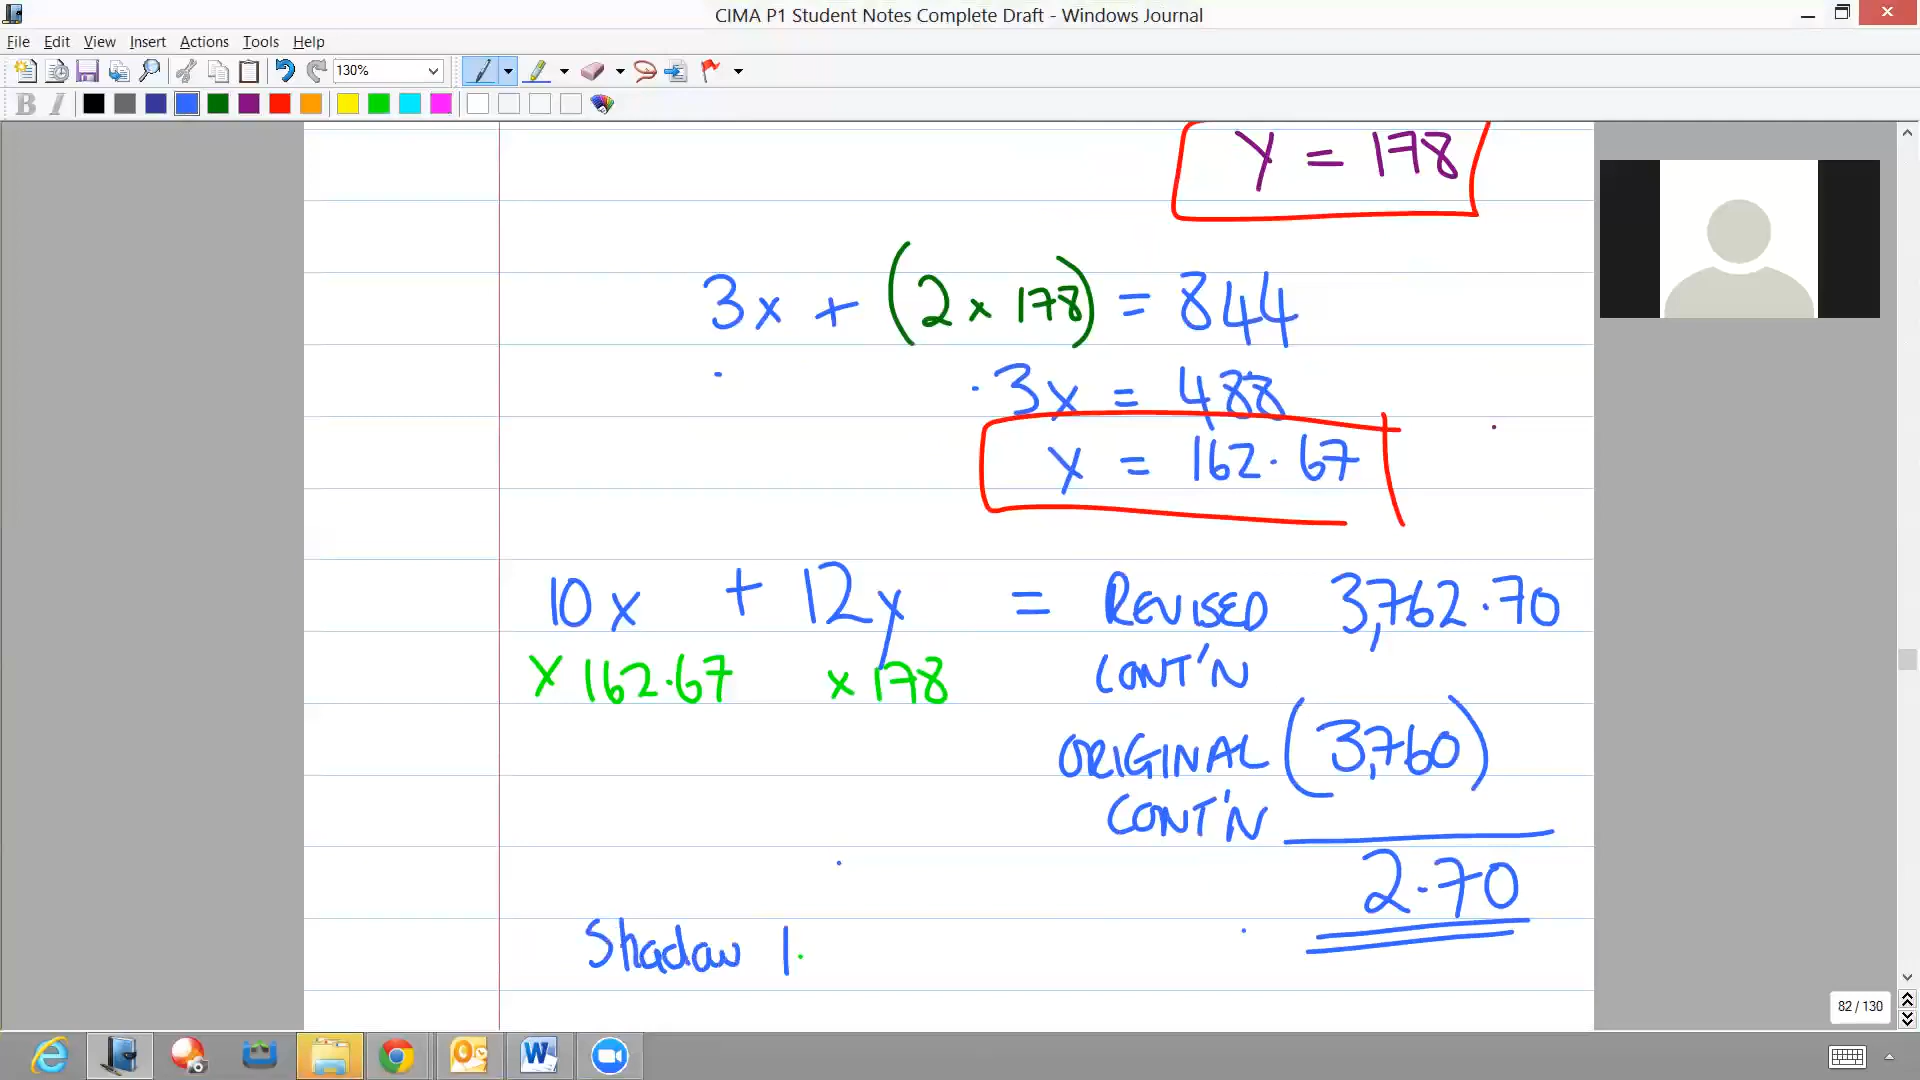 CIMA P1 Student Notes Complete Draft - Windows Journal
File Edit View Insert Actions Tools Help
130%
B I
y = 178
3x + (2 x 178) = 844
3x = 488
x = 162.67
10x + 12y = REVISED 3,762.70
x 162.67 x 178 CONT'N
ORIGINAL (3,760)
CONT'N
2.70
Shadow
82 / 130